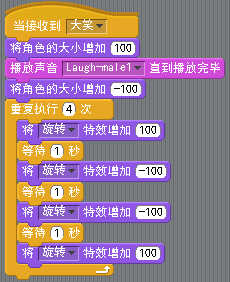 当接收到 大笑
将角色的大小增加 100
播放声音 Laugh-male1 直到播放完毕
将角色的大小增加 -100
重复执行 4 次
将 旋转 特效增加 100
等待 1 秒
将 旋转 特效增加 -100
等待 1 秒
将 旋转 特效增加 -100
等待 1 秒
将 旋转 特效增加 100